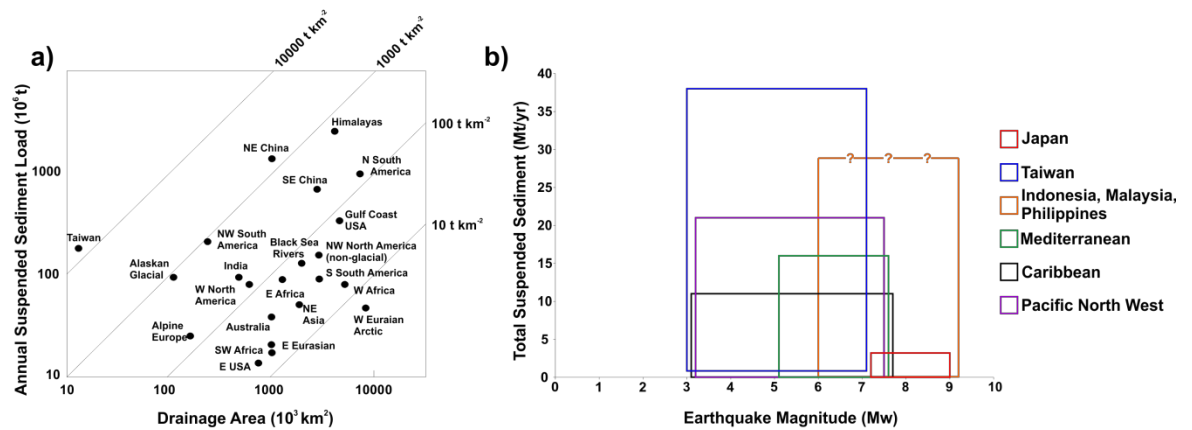 a)
10000 t km-2
1000 t km-2
100 t km-2
10 t km-2
Annual Suspended Sediment Load (10⁶ t)
1000
100
10
Himalayas
NE China
N South
America
SE China
Gulf Coast
USA
Taiwan
NW South
America
Black Sea
Rivers
NW North America
(non-glacial)
Alaskan
Glacial
India
S South America
W North
America
E Africa
W Africa
NE
Asia
W Euraian
Arctic
Alpine
Europe
Australia
SW Africa
E Eurasian
E USA
10
100
1000
10000
Drainage Area (10³ km²)
b)
Total Suspended Sediment (Mt/yr)
40
35
30
25
20
15
10
5
0
? ? ?
0 1 2 3 4 5 6 7 8 9 10
Earthquake Magnitude (Mw)
Japan
Taiwan
Indonesia, Malaysia,
Philippines
Mediterranean
Caribbean
Pacific North West